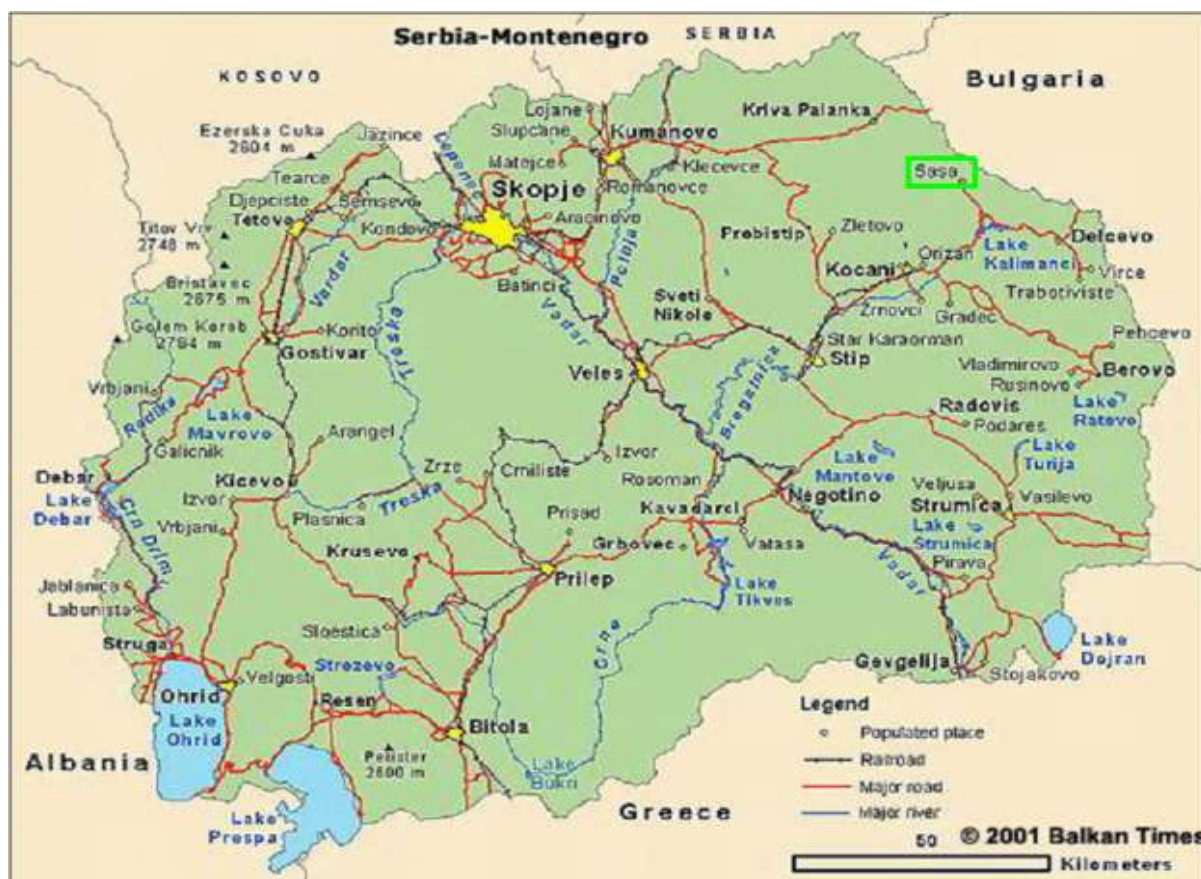 Serbia-Montenegro
SERBIA
KOSOVO
Bulgaria
Lojane
Kriva Palanka
Slupcane
Kumanovo
Ezerska Cuka
2604 m
Jazince
Lepenec
Matejce
Klecevce
Sasa
Tearce
Skopje
Romanovce
Djepciste
Semsevo
Tetovo
Kondovo
Aracinovo
Zletovo
Titov Vrv
2748 m
Pcinja
Probistip
Delcevo
Orizari
Lake
Kalimanci
Kocani
Virce
Bristavec
2675 m
Vardar
Batinci
Trabotiviste
Treska
Vadar
Sveti
Nikole
Zrnovci
Gradec
Golem Korab
2764 m
Korito
Pehcevo
Gostivar
Star Karaorman
Stip
Vladimirovo
Berovo
Veles
Rusinovo
Vrbjani
Bregalnica
Radika
Lake
Mavrovo
Radovis
Lake
Ratevo
Arangel
Podares
Galicnik
Izvor
Lake
Turija
Zrze
Crniliste
Lake
Mantovo
Debar
Kicevo
Rosoman
Lake
Debar
Izvor
Treska
Negotino
Veljusa
Vasilevo
Crn Drim
Plasnica
Prisad
Kavadarci
Strumica
Vrbjani
Krusevo
Grbovec
Vatasa
Lake
Strumica
Prilep
Vadar
Pirava
Jablanica
Lake
Tikves
Labunista
Sloestica
Crna
Struga
Strezevo
Gevgelija
Lake
Dojran
Velgosti
Stojakovo
Ohrid
Resen
Lake
Ohrid
Bitola
Legend
Populated place
Albania
Pelister
2600 m
Lake
Bukri
Railroad
Major road
Greece
Major river
Lake
Prespa
50 © 2001 Balkan Times
Kilometers